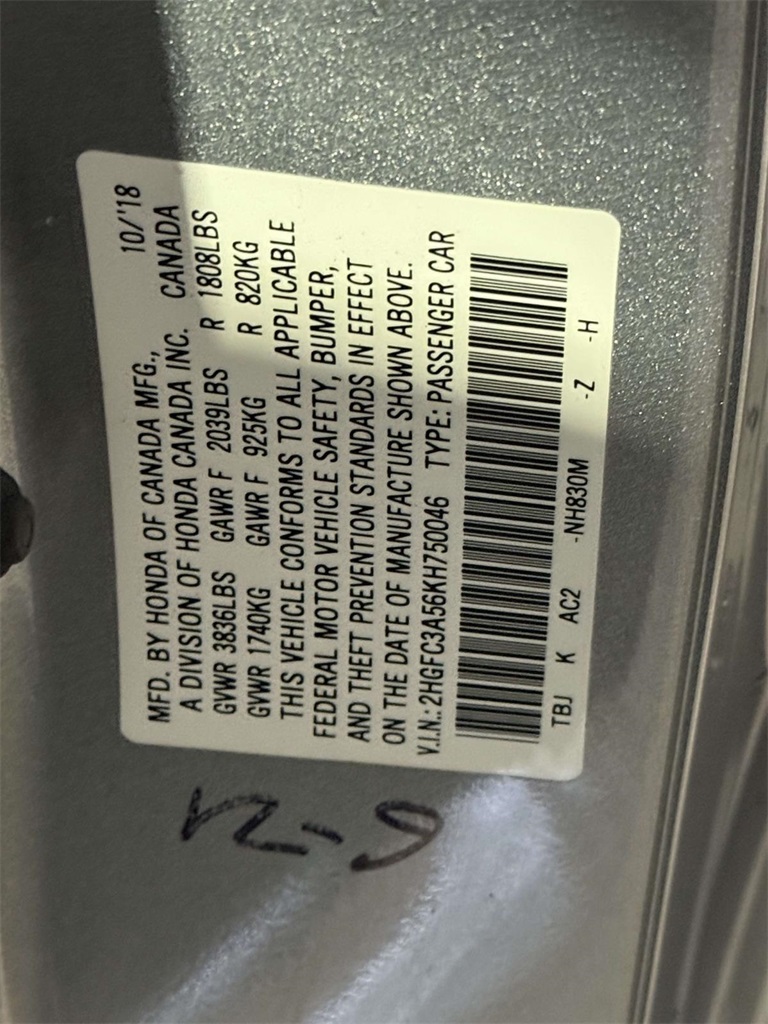 MFD. BY HONDA OF CANADA MFG., 10/'18
A DIVISION OF HONDA CANADA INC. CANADA
GVWR 3836LBS GAWR F 2039LBS R 1808LBS
GVWR 1740KG GAWR F 925KG R 820KG
THIS VEHICLE CONFORMS TO ALL APPLICABLE
FEDERAL MOTOR VEHICLE SAFETY, BUMPER,
AND THEFT PREVENTION STANDARDS IN EFFECT
ON THE DATE OF MANUFACTURE SHOWN ABOVE.
V.I.N.: 2HGFC3A56KH750046 TYPE: PASSENGER CAR
TBJ K AC2 -NH830M -Z -H